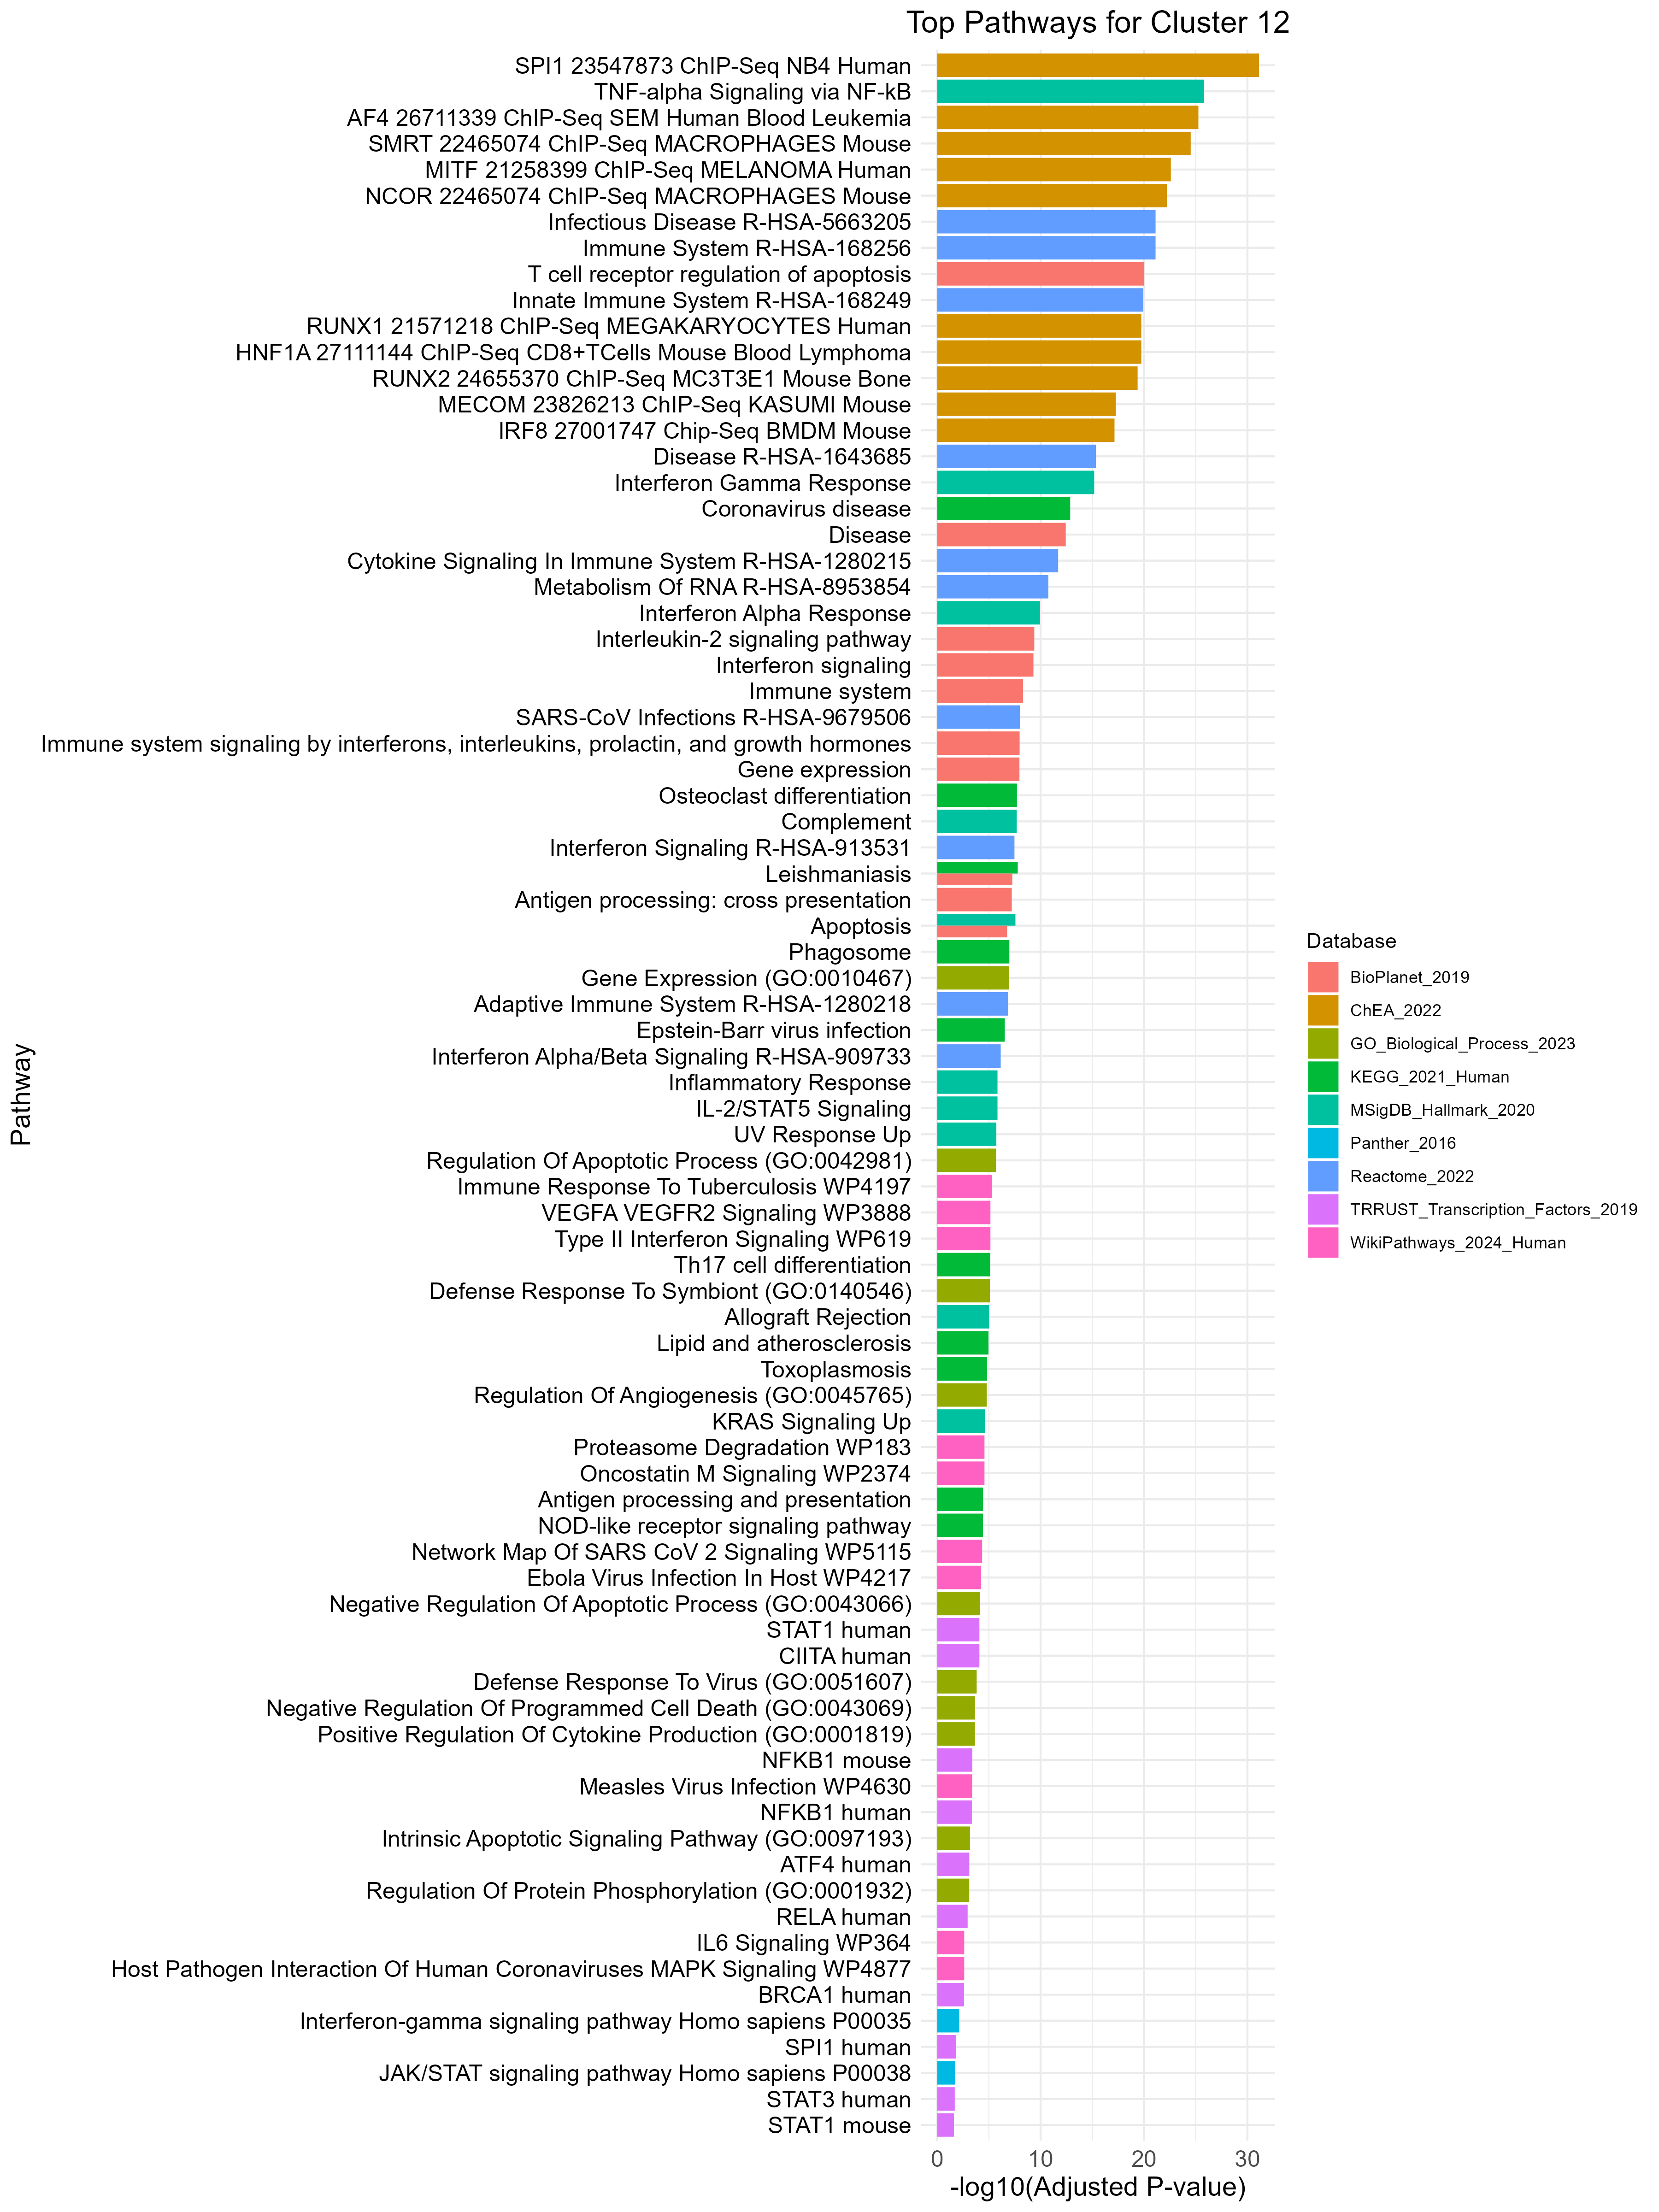 Top Pathways for Cluster 12
SPI1 23547873 ChIP-Seq NB4 Human
TNF-alpha Signaling via NF-kB
AF4 26711339 ChIP-Seq SEM Human Blood Leukemia
SMRT 22465074 ChIP-Seq MACROPHAGES Mouse
MITF 21258399 ChIP-Seq MELANOMA Human
NCOR 22465074 ChIP-Seq MACROPHAGES Mouse
Infectious Disease R-HSA-5663205
Immune System R-HSA-168256
T cell receptor regulation of apoptosis
Innate Immune System R-HSA-168249
RUNX1 21571218 ChIP-Seq MEGAKARYOCYTES Human
HNF1A 27111144 ChIP-Seq CD8+TCells Mouse Blood Lymphoma
RUNX2 24655370 ChIP-Seq MC3T3E1 Mouse Bone
MECOM 23826213 ChIP-Seq KASUMI Mouse
IRF8 27001747 Chip-Seq BMDM Mouse
Disease R-HSA-1643685
Interferon Gamma Response
Coronavirus disease
Disease
Cytokine Signaling In Immune System R-HSA-1280215
Metabolism Of RNA R-HSA-8953854
Interferon Alpha Response
Interleukin-2 signaling pathway
Interferon signaling
Immune system
SARS-CoV Infections R-HSA-9679506
Immune system signaling by interferons, interleukins, prolactin, and growth hormones
Gene expression
Osteoclast differentiation
Complement
Interferon Signaling R-HSA-913531
Leishmaniasis
Antigen processing: cross presentation
Apoptosis
Phagosome
Gene Expression (GO:0010467)
Adaptive Immune System R-HSA-1280218
Epstein-Barr virus infection
Interferon Alpha/Beta Signaling R-HSA-909733
Inflammatory Response
IL-2/STAT5 Signaling
UV Response Up
Regulation Of Apoptotic Process (GO:0042981)
Immune Response To Tuberculosis WP4197
VEGFA VEGFR2 Signaling WP3888
Type II Interferon Signaling WP619
Th17 cell differentiation
Defense Response To Symbiont (GO:0140546)
Allograft Rejection
Lipid and atherosclerosis
Toxoplasmosis
Regulation Of Angiogenesis (GO:0045765)
KRAS Signaling Up
Proteasome Degradation WP183
Oncostatin M Signaling WP2374
Antigen processing and presentation
NOD-like receptor signaling pathway
Network Map Of SARS CoV 2 Signaling WP5115
Ebola Virus Infection In Host WP4217
Negative Regulation Of Apoptotic Process (GO:0043066)
STAT1 human
CIITA human
Defense Response To Virus (GO:0051607)
Negative Regulation Of Programmed Cell Death (GO:0043069)
Positive Regulation Of Cytokine Production (GO:0001819)
NFKB1 mouse
Measles Virus Infection WP4630
NFKB1 human
Intrinsic Apoptotic Signaling Pathway (GO:0097193)
ATF4 human
Regulation Of Protein Phosphorylation (GO:0001932)
RELA human
IL6 Signaling WP364
Host Pathogen Interaction Of Human Coronaviruses MAPK Signaling WP4877
BRCA1 human
Interferon-gamma signaling pathway Homo sapiens P00035
SPI1 human
JAK/STAT signaling pathway Homo sapiens P00038
STAT3 human
STAT1 mouse
0 10 20 30
-log10(Adjusted P-value)
Pathway
Database
BioPlanet_2019
ChEA_2022
GO_Biological_Process_2023
KEGG_2021_Human
MSigDB_Hallmark_2020
Panther_2016
Reactome_2022
TRRUST_Transcription_Factors_2019
WikiPathways_2024_Human